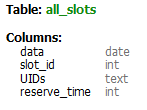 Table: all_slots
Columns:
data date
slot_id int
UIDs text
reserve_time int